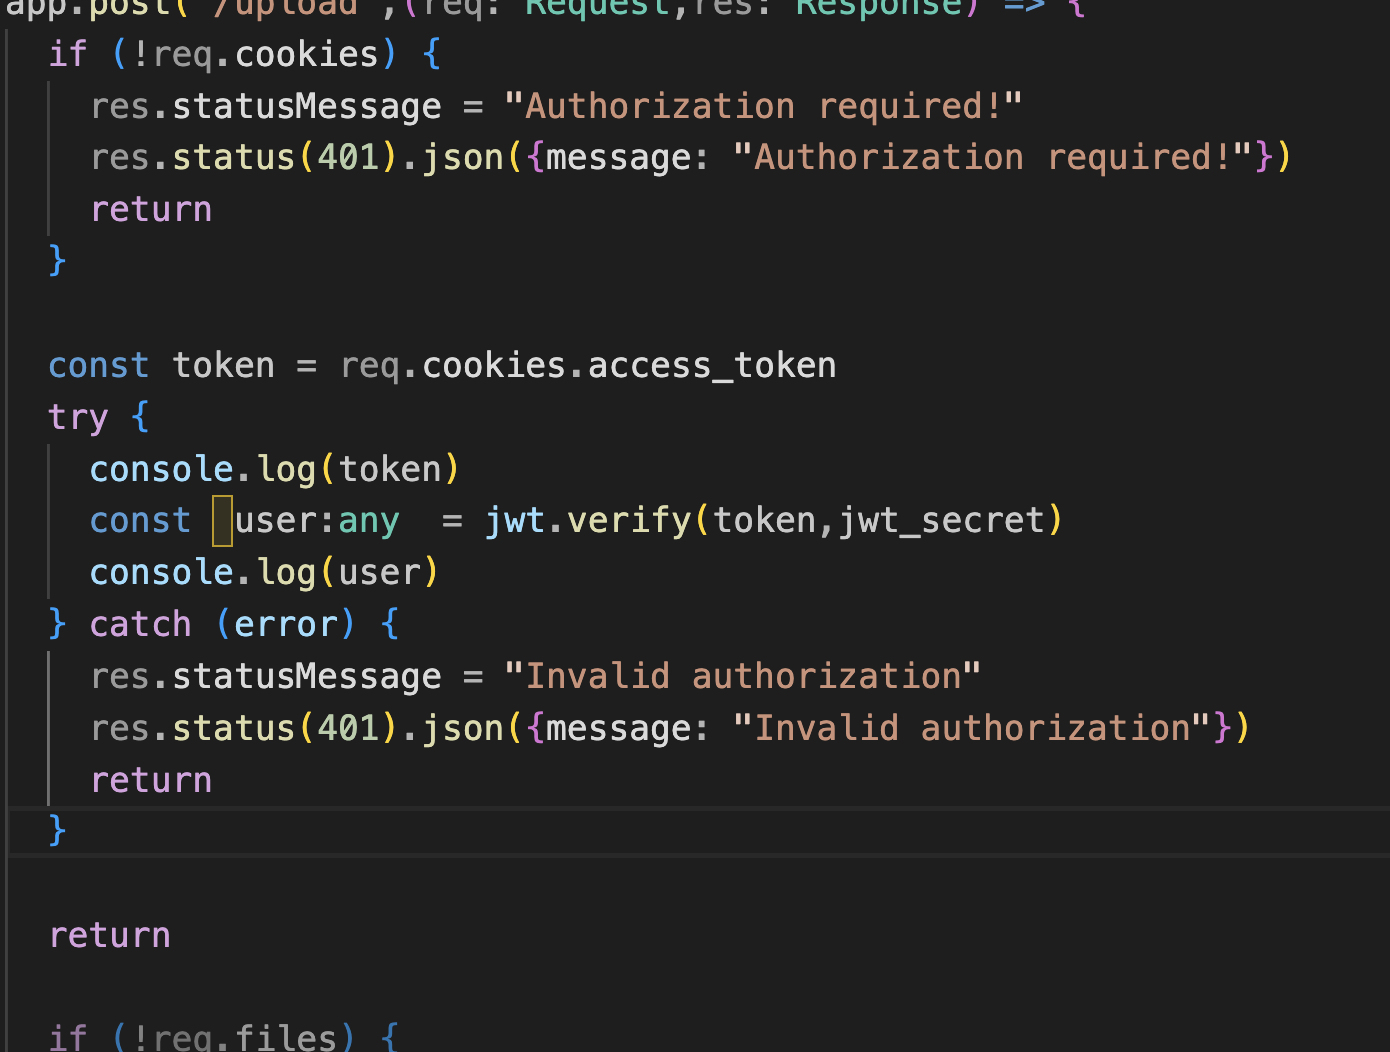 app.post("/upload",(req: Request,res: Response) => {
if (!req.cookies) {
res.statusMessage = "Authorization required!"
res.status(401).json({message: "Authorization required!"})
return
}
const token = req.cookies.access_token
try {
console.log(token)
const  user:any  = jwt.verify(token,jwt_secret)
console.log(user)
} catch (error) {
res.statusMessage = "Invalid authorization"
res.status(401).json({message: "Invalid authorization"})
return
}
return
if (!req.files) {